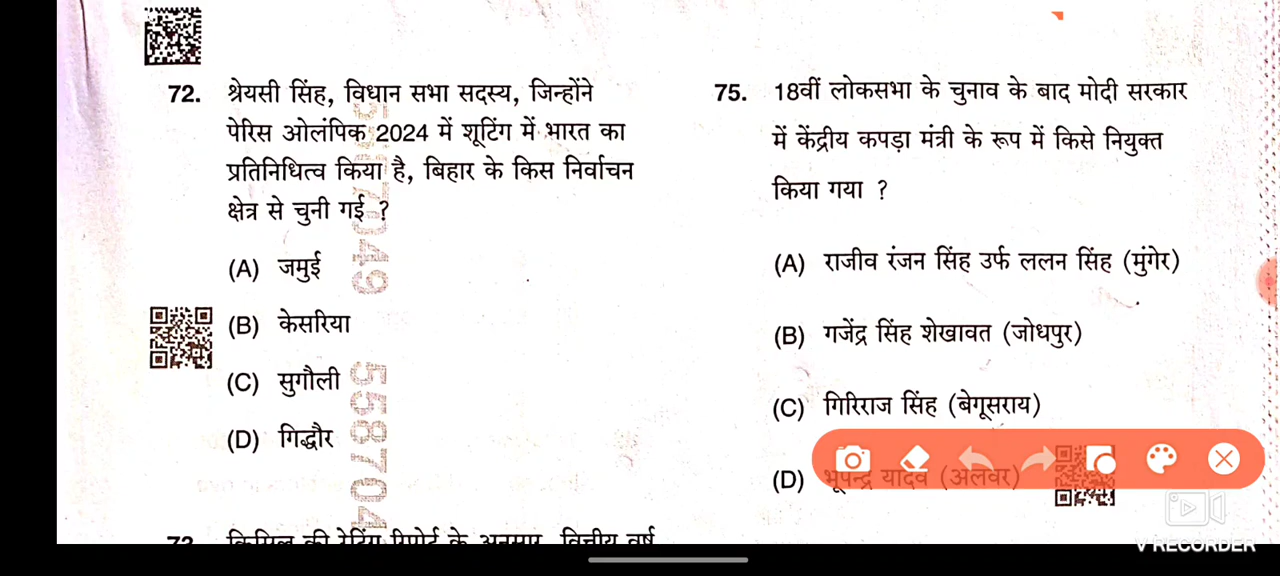 72. श्रेयसी सिंह, विधान सभा सदस्य, जिन्होंने
पेरिस ओलंपिक 2024 में शूटिंग में भारत का
प्रतिनिधित्व किया है, बिहार के किस निर्वाचन
क्षेत्र से चुनी गई ?
(A) जमुई
(B) केसरिया
(C) सुगौली
(D) गिद्धौर
75. 18वीं लोकसभा के चुनाव के बाद मोदी सरकार
में केंद्रीय कपड़ा मंत्री के रूप में किसे नियुक्त
किया गया ?
(A) राजीव रंजन सिंह उर्फ ललन सिंह (मुंगेर)
(B) गजेंद्र सिंह शेखावत (जोधपुर)
(C) गिरिराज सिंह (बेगूसराय)
(D) भूपेन्द्र यादव (अलवर)
V RECORDER